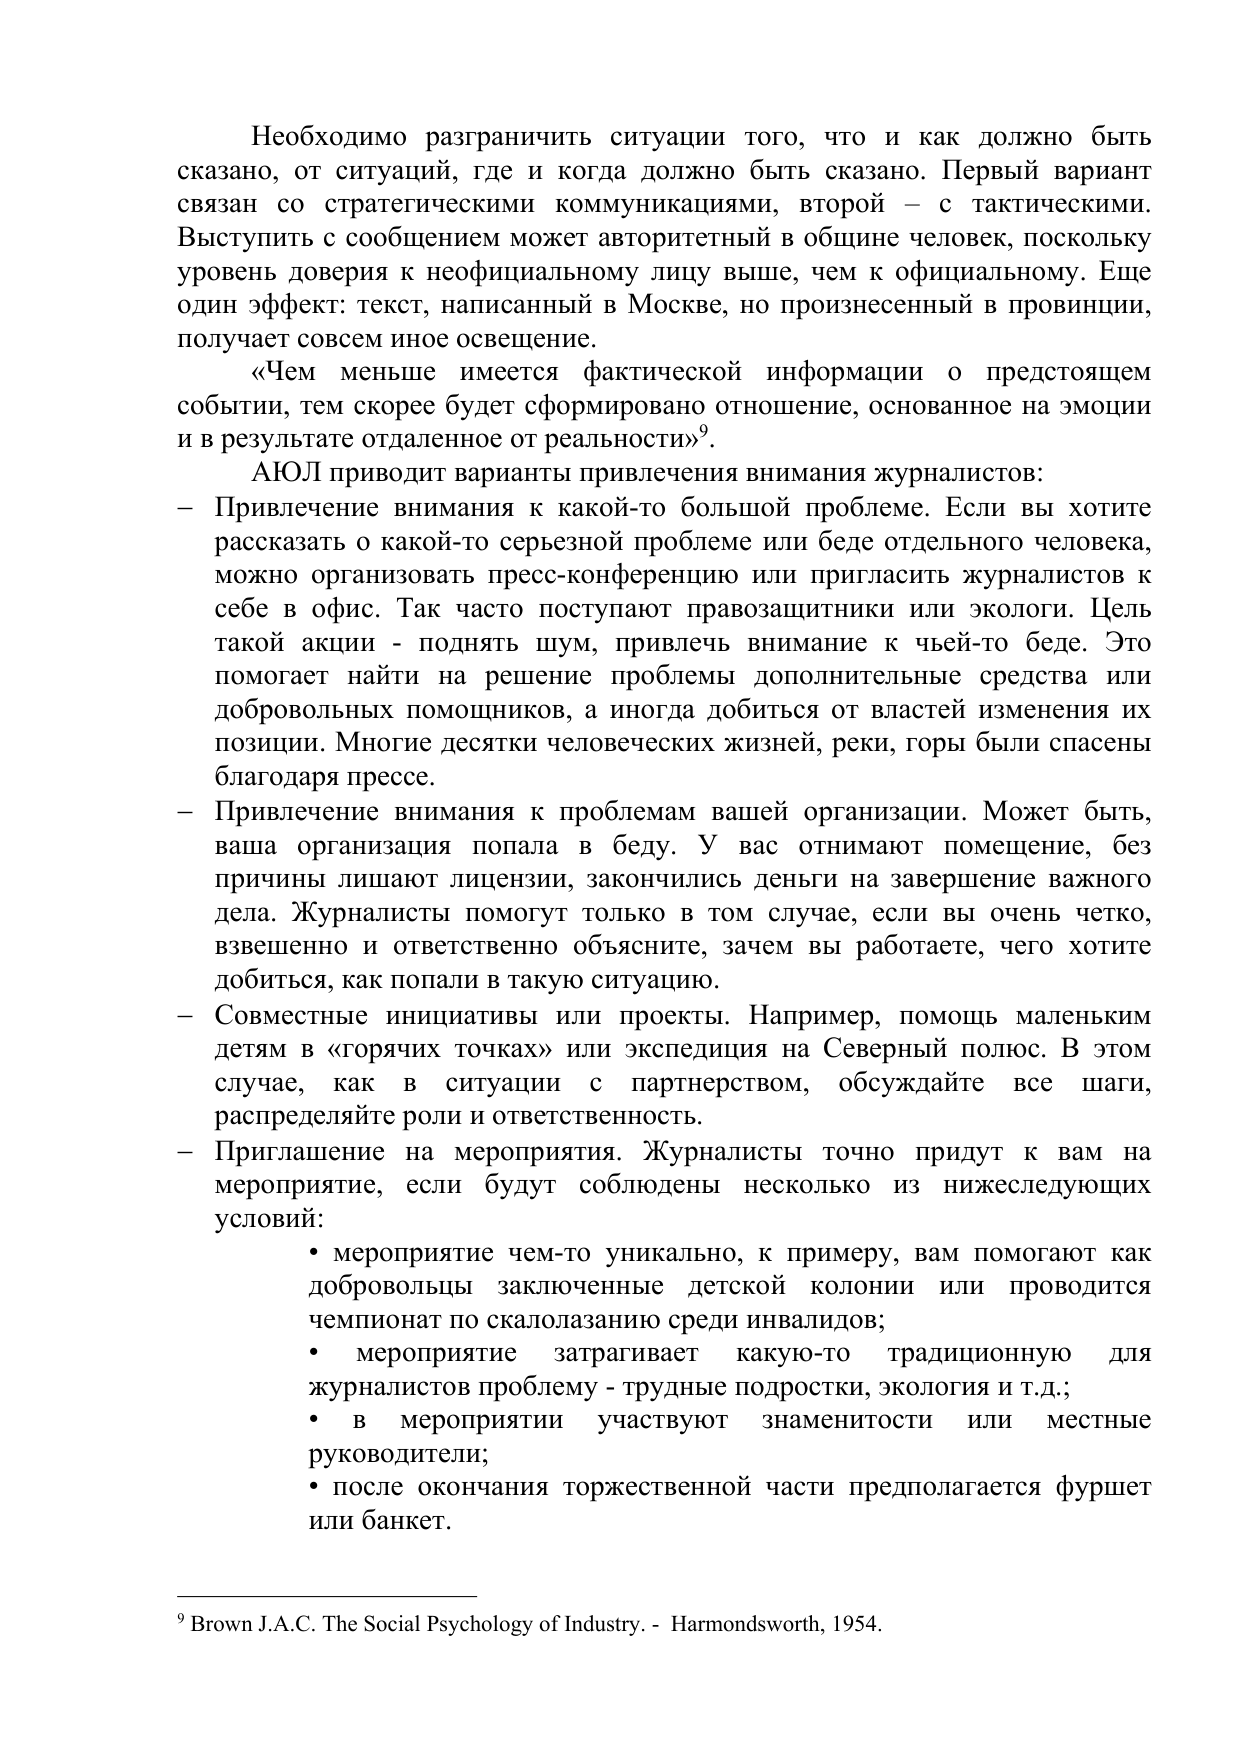 Необходимо разграничить ситуации того, что и как должно быть
сказано, от ситуаций, где и когда должно быть сказано. Первый вариант
связан со стратегическими коммуникациями, второй – с тактическими.
Выступить с сообщением может авторитетный в общине человек, поскольку
уровень доверия к неофициальному лицу выше, чем к официальному. Еще
один эффект: текст, написанный в Москве, но произнесенный в провинции,
получает совсем иное освещение.
«Чем меньше имеется фактической информации о предстоящем
событии, тем скорее будет сформировано отношение, основанное на эмоции
и в результате отдаленное от реальности»⁹.
АЮЛ приводит варианты привлечения внимания журналистов:
– Привлечение внимания к какой-то большой проблеме. Если вы хотите
рассказать о какой-то серьезной проблеме или беде отдельного человека,
можно организовать пресс-конференцию или пригласить журналистов к
себе в офис. Так часто поступают правозащитники или экологи. Цель
такой акции - поднять шум, привлечь внимание к чьей-то беде. Это
помогает найти на решение проблемы дополнительные средства или
добровольных помощников, а иногда добиться от властей изменения их
позиции. Многие десятки человеческих жизней, реки, горы были спасены
благодаря прессе.
– Привлечение внимания к проблемам вашей организации. Может быть,
ваша организация попала в беду. У вас отнимают помещение, без
причины лишают лицензии, закончились деньги на завершение важного
дела. Журналисты помогут только в том случае, если вы очень четко,
взвешенно и ответственно объясните, зачем вы работаете, чего хотите
добиться, как попали в такую ситуацию.
– Совместные инициативы или проекты. Например, помощь маленьким
детям в «горячих точках» или экспедиция на Северный полюс. В этом
случае, как в ситуации с партнерством, обсуждайте все шаги,
распределяйте роли и ответственность.
– Приглашение на мероприятия. Журналисты точно придут к вам на
мероприятие, если будут соблюдены несколько из нижеследующих
условий:
• мероприятие чем-то уникально, к примеру, вам помогают как
добровольцы заключенные детской колонии или проводится
чемпионат по скалолазанию среди инвалидов;
• мероприятие затрагивает какую-то традиционную для
журналистов проблему - трудные подростки, экология и т.д.;
• в мероприятии участвуют знаменитости или местные
руководители;
• после окончания торжественной части предполагается фуршет
или банкет.
⁹ Brown J.A.C. The Social Psychology of Industry. - Harmondsworth, 1954.